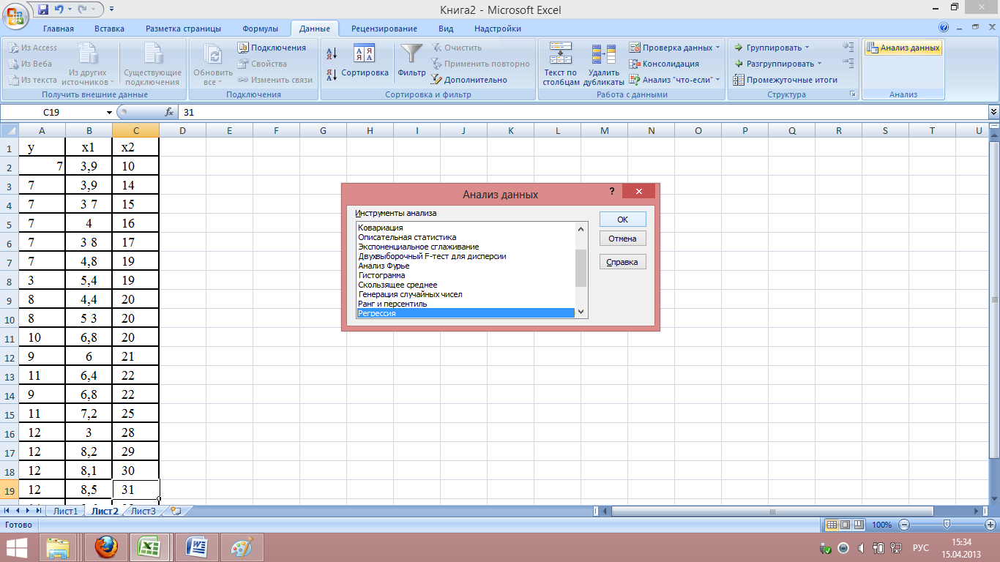 Книга2 - Microsoft Excel
Главная Вставка Разметка страницы Формулы Данные Рецензирование Вид Надстройки
Из Access
Из Веба
Из текста
Из других источников
Существующие подключения
Получить внешние данные
Обновить все
Подключения
Свойства
Изменить связи
Подключения
Сортировка
Фильтр
Очистить
Применить повторно
Дополнительно
Сортировка и фильтр
Текст по столбцам
Удалить дубликаты
Проверка данных
Консолидация
Анализ "что-если"
Работа с данными
Группировать
Разгруппировать
Промежуточные итоги
Структура
Анализ данных
Анализ
C19 fx 31
A B C D E F G H I J K L M N O P Q R S T U
1 y x1 x2
2 7 3,9 10
3 7 3,9 14
4 7 3 7 15
5 7 4 16
6 7 3 8 17
7 7 4,8 19
8 3 5,4 19
9 8 4,4 20
10 8 5 3 20
11 10 6,8 20
12 9 6 21
13 11 6,4 22
14 9 6,8 22
15 11 7,2 25
16 12 3 28
17 12 8,2 29
18 12 8,1 30
19 12 8,5 31
Анализ данных
Инструменты анализа
Ковариация
Описательная статистика
Экспоненциальное сглаживание
Двухвыборочный F-тест для дисперсии
Анализ Фурье
Гистограмма
Скользящее среднее
Генерация случайных чисел
Ранг и персентиль
Регрессия
ОК
Отмена
Справка
Лист1 Лист2 Лист3
Готово 100%
РУС 15:34
15.04.2013